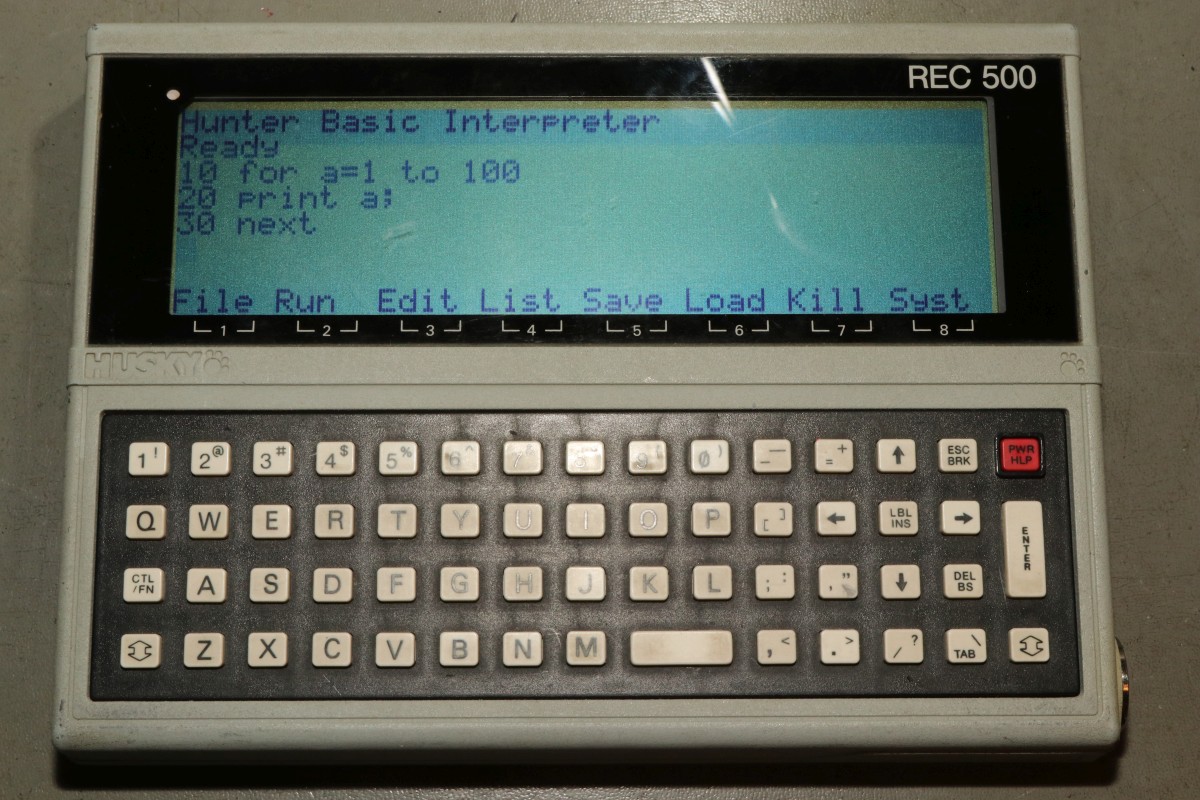 REC 500
Hunter Basic Interpreter
Ready
10 for a=1 to 100
20 print a;
30 next
File Run Edit List Save Load Kill Syst
1 2 3 4 5 6 7 8
HUSKY
1! 2@ 3# 4$ 5% 6^ 7 8 9( 0) _— =+ ESC BRK PWR HLP
Q W E R T Y U I O P [] LBL INS
CTL/FN A S D F G H J K L ;: ," DEL BS ENTER
Z X C V B N M ,< .> /? TAB\